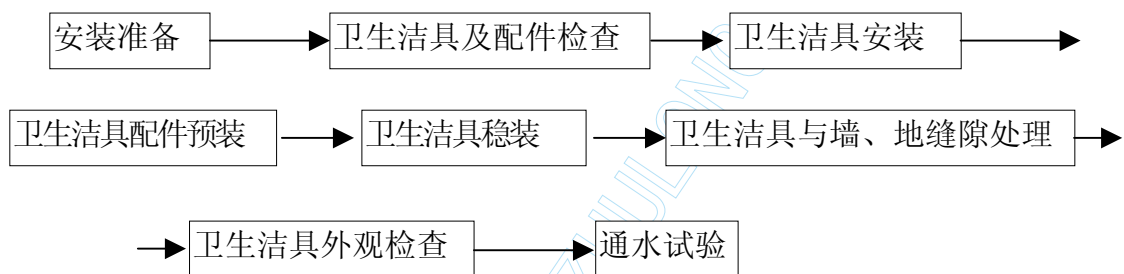 安装准备 卫生洁具及配件检查 卫生洁具安装
卫生洁具配件预装 卫生洁具稳装 卫生洁具与墙、地缝隙处理
卫生洁具外观检查 通水试验
ZHULONG